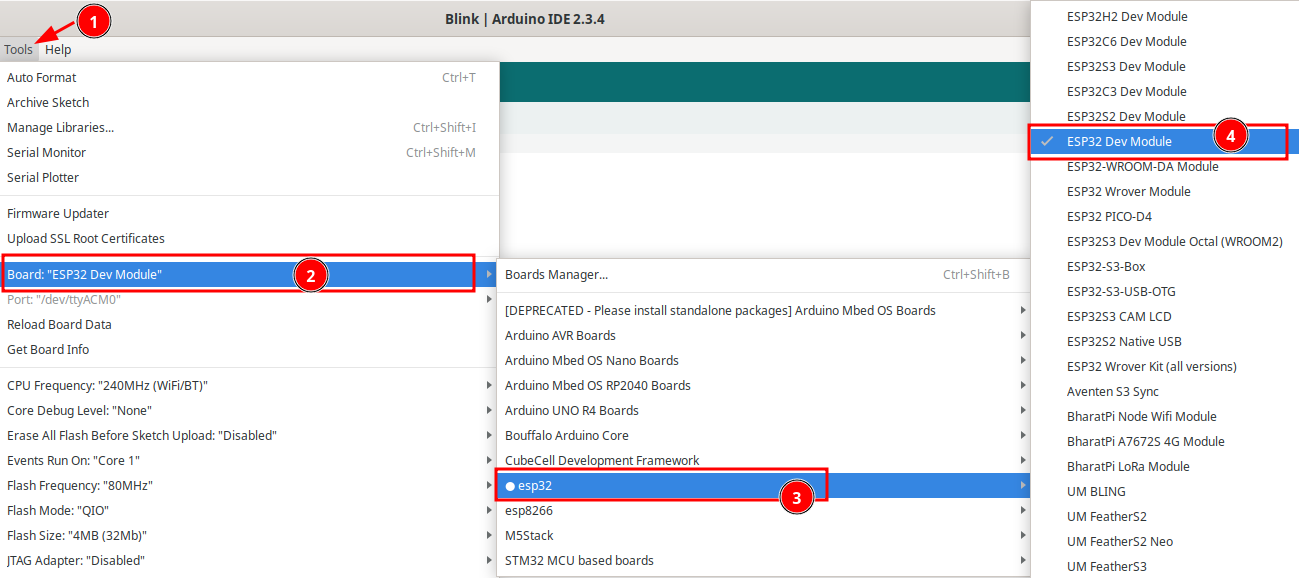 1
Blink | Arduino IDE 2.3.4
Tools Help
Auto Format Ctrl+T
Archive Sketch
Manage Libraries... Ctrl+Shift+I
Serial Monitor Ctrl+Shift+M
Serial Plotter
Firmware Updater
Upload SSL Root Certificates
Board: "ESP32 Dev Module" 2
Port: "/dev/ttyACM0"
Reload Board Data
Get Board Info
CPU Frequency: "240MHz (WiFi/BT)"
Core Debug Level: "None"
Erase All Flash Before Sketch Upload: "Disabled"
Events Run On: "Core 1"
Flash Frequency: "80MHz"
Flash Mode: "QIO"
Flash Size: "4MB (32Mb)"
JTAG Adapter: "Disabled"
Boards Manager... Ctrl+Shift+B
[DEPRECATED - Please install standalone packages] Arduino Mbed OS Boards
Arduino AVR Boards
Arduino Mbed OS Nano Boards
Arduino Mbed OS RP2040 Boards
Arduino UNO R4 Boards
Bouffalo Arduino Core
CubeCell Development Framework
esp32 3
esp8266
M5Stack
STM32 MCU based boards
ESP32H2 Dev Module
ESP32C6 Dev Module
ESP32S3 Dev Module
ESP32C3 Dev Module
ESP32S2 Dev Module
ESP32 Dev Module 4
ESP32-WROOM-DA Module
ESP32 Wrover Module
ESP32 PICO-D4
ESP32S3 Dev Module Octal (WROOM2)
ESP32-S3-Box
ESP32-S3-USB-OTG
ESP32S3 CAM LCD
ESP32S2 Native USB
ESP32 Wrover Kit (all versions)
Aventen S3 Sync
BharatPi Node Wifi Module
BharatPi A7672S 4G Module
BharatPi LoRa Module
UM BLING
UM FeatherS2
UM FeatherS2 Neo
UM FeatherS3